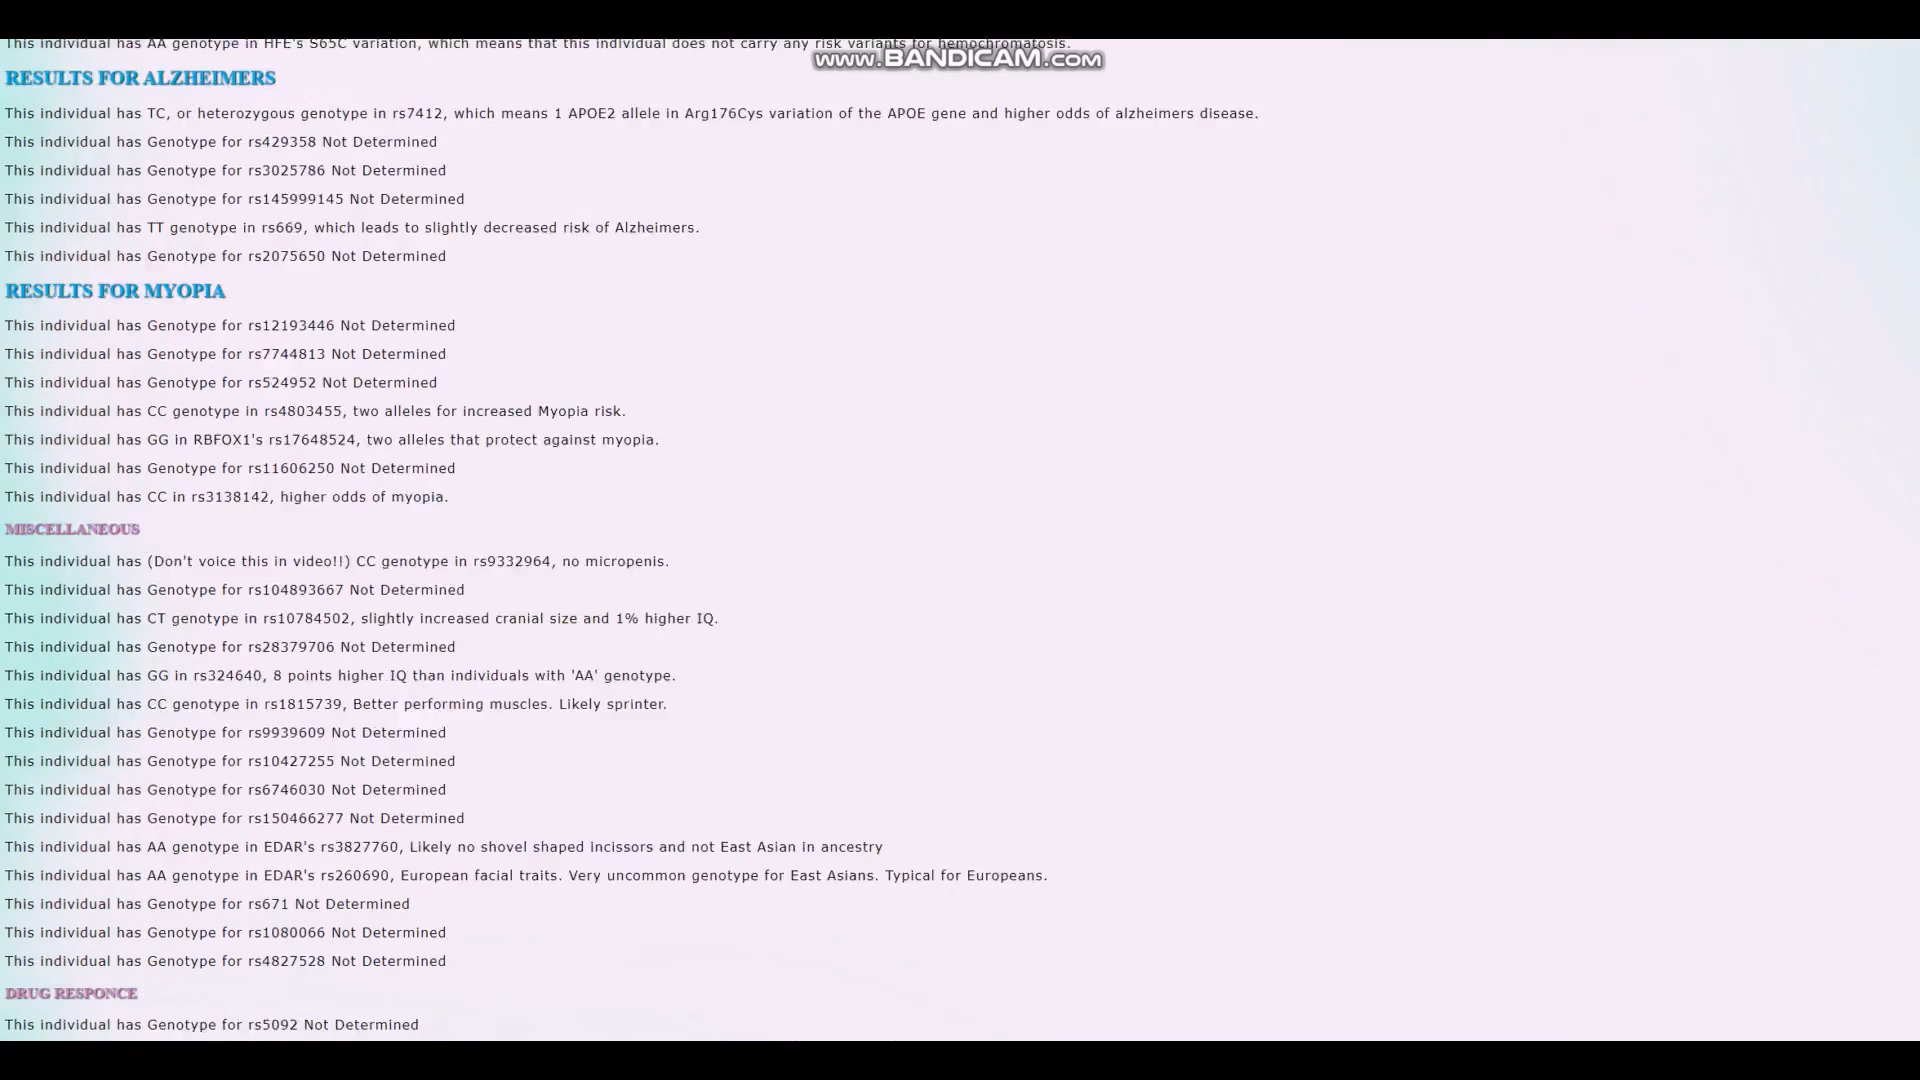 This individual has AA genotype in HFE's S65C variation, which means that this individual does not carry any risk variants for hemochromatosis.
www.BANDICAM.com
RESULTS FOR ALZHEIMERS
This individual has TC, or heterozygous genotype in rs7412, which means 1 APOE2 allele in Arg176Cys variation of the APOE gene and higher odds of alzheimers disease.
This individual has Genotype for rs429358 Not Determined
This individual has Genotype for rs3025786 Not Determined
This individual has Genotype for rs145999145 Not Determined
This individual has TT genotype in rs669, which leads to slightly decreased risk of Alzheimers.
This individual has Genotype for rs2075650 Not Determined
RESULTS FOR MYOPIA
This individual has Genotype for rs12193446 Not Determined
This individual has Genotype for rs7744813 Not Determined
This individual has Genotype for rs524952 Not Determined
This individual has CC genotype in rs4803455, two alleles for increased Myopia risk.
This individual has GG in RBFOX1's rs17648524, two alleles that protect against myopia.
This individual has Genotype for rs11606250 Not Determined
This individual has CC in rs3138142, higher odds of myopia.
MISCELLANEOUS
This individual has (Don't voice this in video!!) CC genotype in rs9332964, no micropenis.
This individual has Genotype for rs104893667 Not Determined
This individual has CT genotype in rs10784502, slightly increased cranial size and 1% higher IQ.
This individual has Genotype for rs28379706 Not Determined
This individual has GG in rs324640, 8 points higher IQ than individuals with 'AA' genotype.
This individual has CC genotype in rs1815739, Better performing muscles. Likely sprinter.
This individual has Genotype for rs9939609 Not Determined
This individual has Genotype for rs10427255 Not Determined
This individual has Genotype for rs6746030 Not Determined
This individual has Genotype for rs150466277 Not Determined
This individual has AA genotype in EDAR's rs3827760, Likely no shovel shaped incissors and not East Asian in ancestry
This individual has AA genotype in EDAR's rs260690, European facial traits. Very uncommon genotype for East Asians. Typical for Europeans.
This individual has Genotype for rs671 Not Determined
This individual has Genotype for rs1080066 Not Determined
This individual has Genotype for rs4827528 Not Determined
DRUG RESPONCE
This individual has Genotype for rs5092 Not Determined